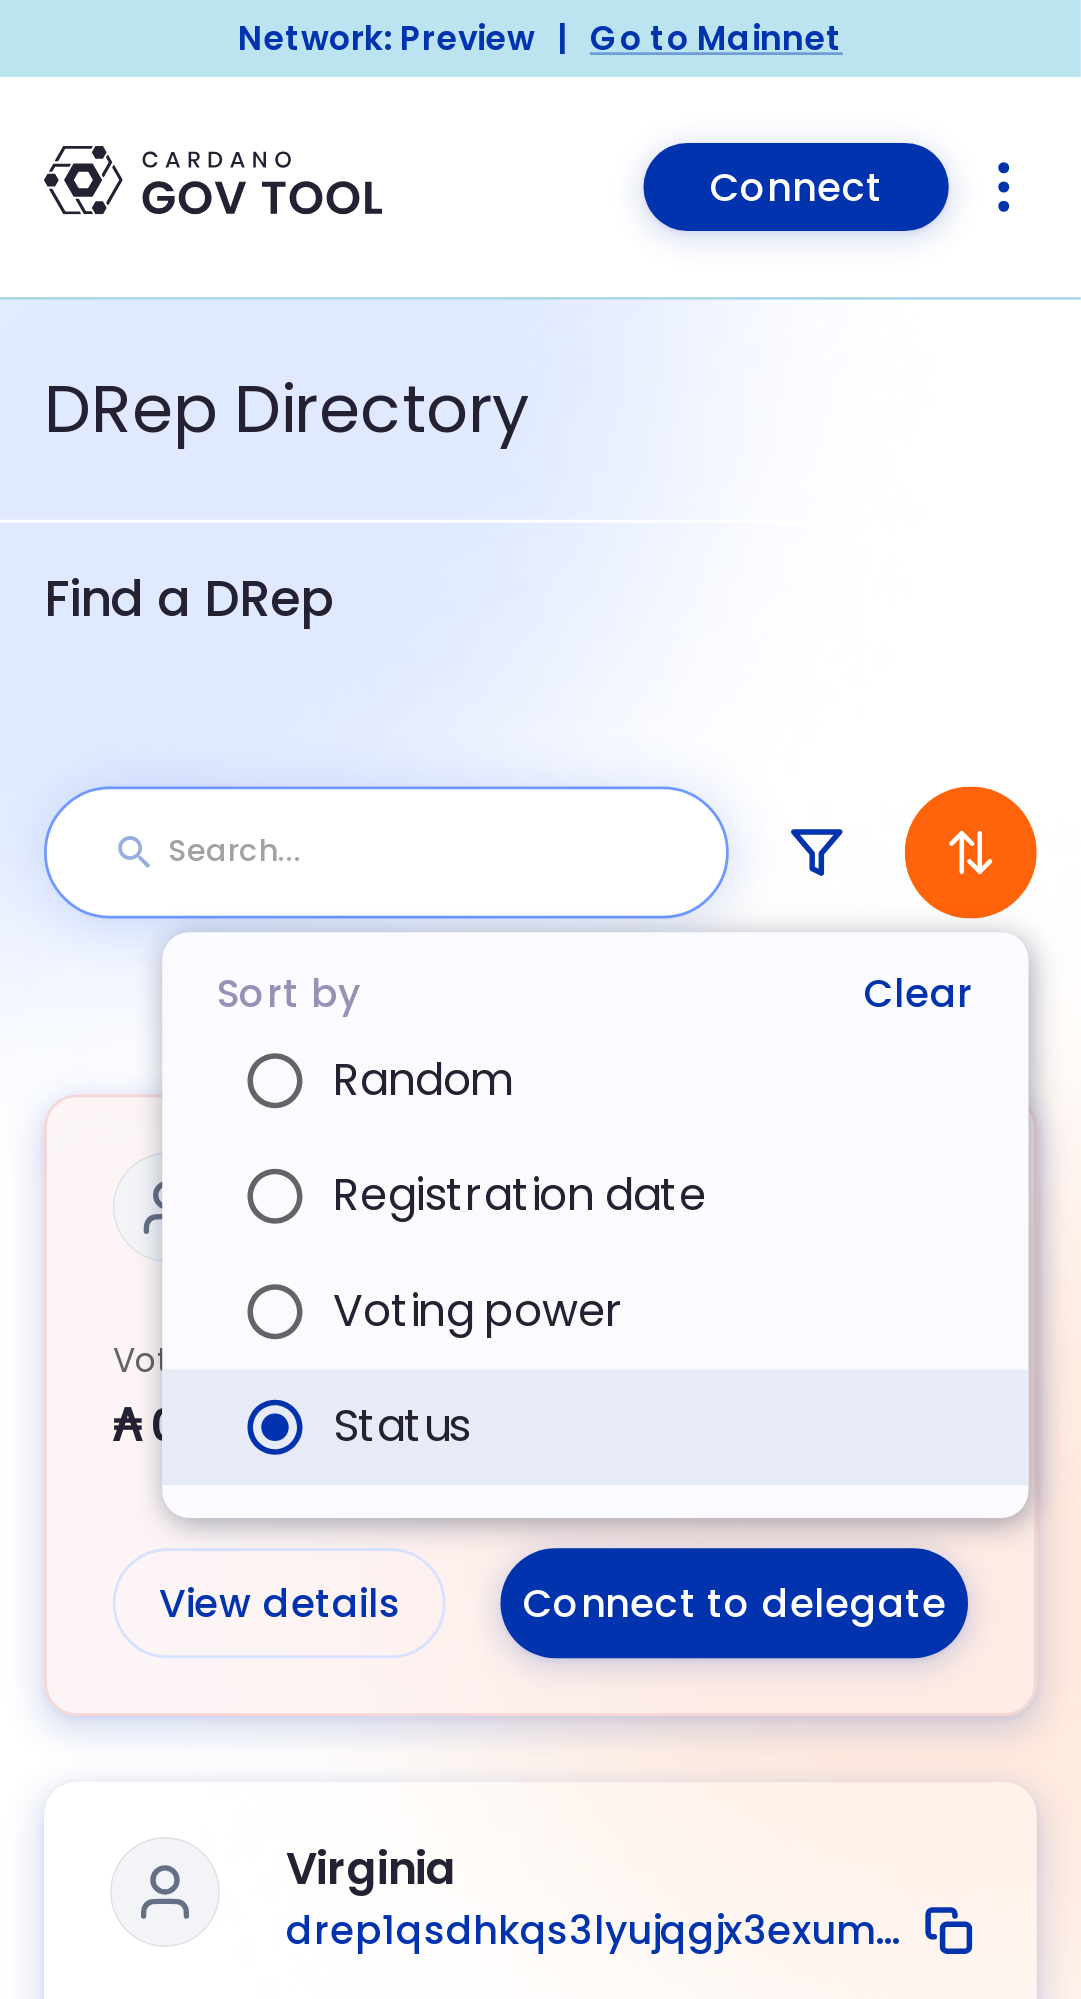 Network: Preview | Go to Mainnet
CARDANO
GOV TOOL
Connect
DRep Directory
Find a DRep
Search...
Sort by
Clear
Random
Registration date
Voting power
Status
₳
View details
Connect to delegate
Virginia
drep1qsdhkqs3lyujqgjx3exum...